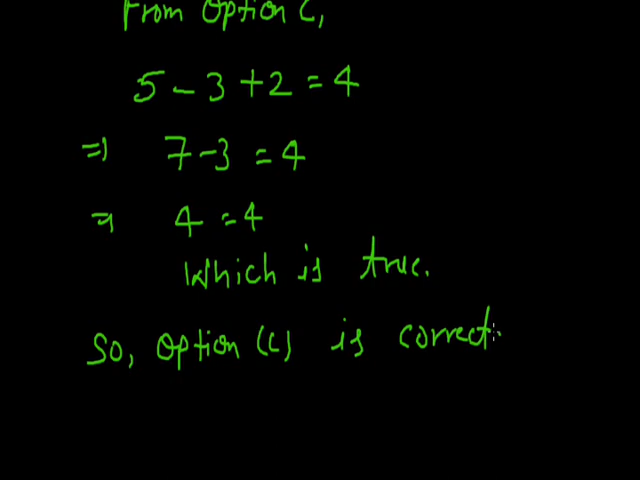 From Option C,
5 - 3 + 2 = 4
⇒ 7 - 3 = 4
⇒ 4 = 4
Which is true.
So, Option (C) is correct.